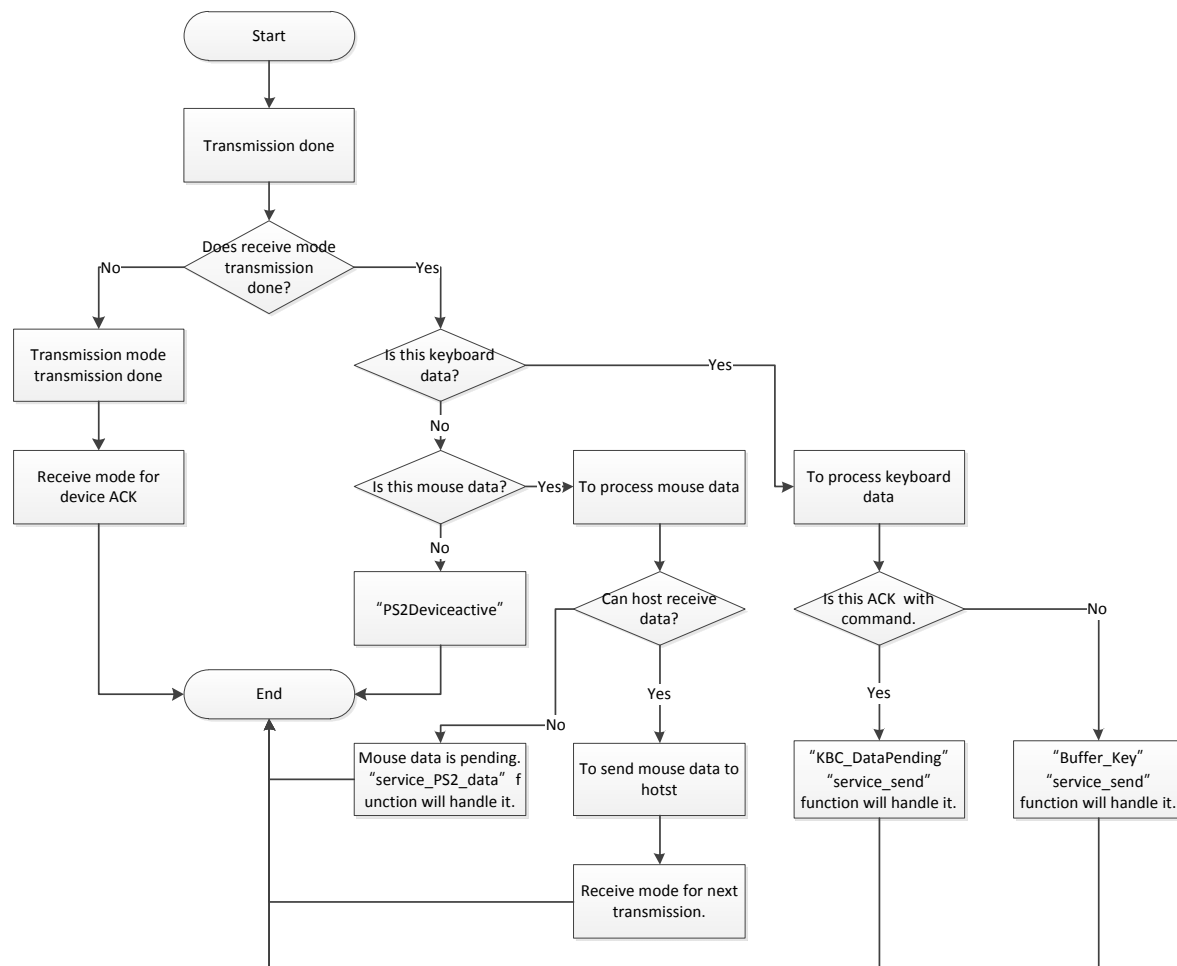 Start
Transmission done
Does receive mode
transmission
done?
No
Yes
Transmission mode
transmission done
Is this keyboard
data?
Yes
No
Receive mode for
device ACK
Is this mouse data?
Yes
To process mouse data
To process keyboard
data
No
"PS2Deviceactive"
Can host receive
data?
Is this ACK with
command.
No
End
Yes
Yes
No
Mouse data is pending.
"service_PS2_data" f
unction will handle it.
To send mouse data to
hotst
"KBC_DataPending"
"service_send"
function will handle it.
"Buffer_Key"
"service_send"
function will handle it.
Receive mode for next
transmission.